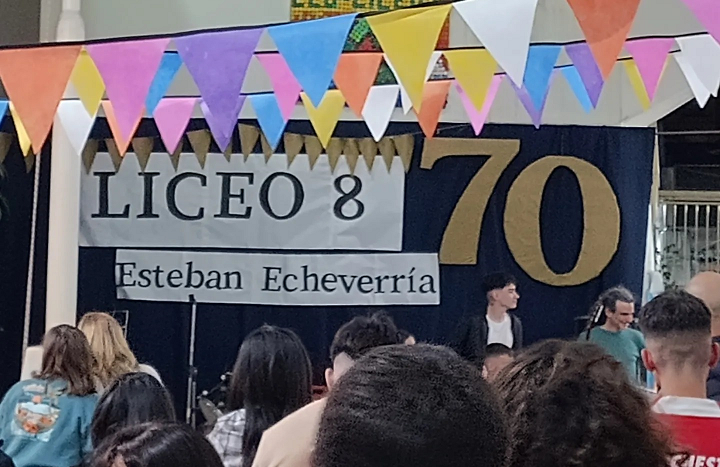 LICEO 8
70
Esteban Echeverría